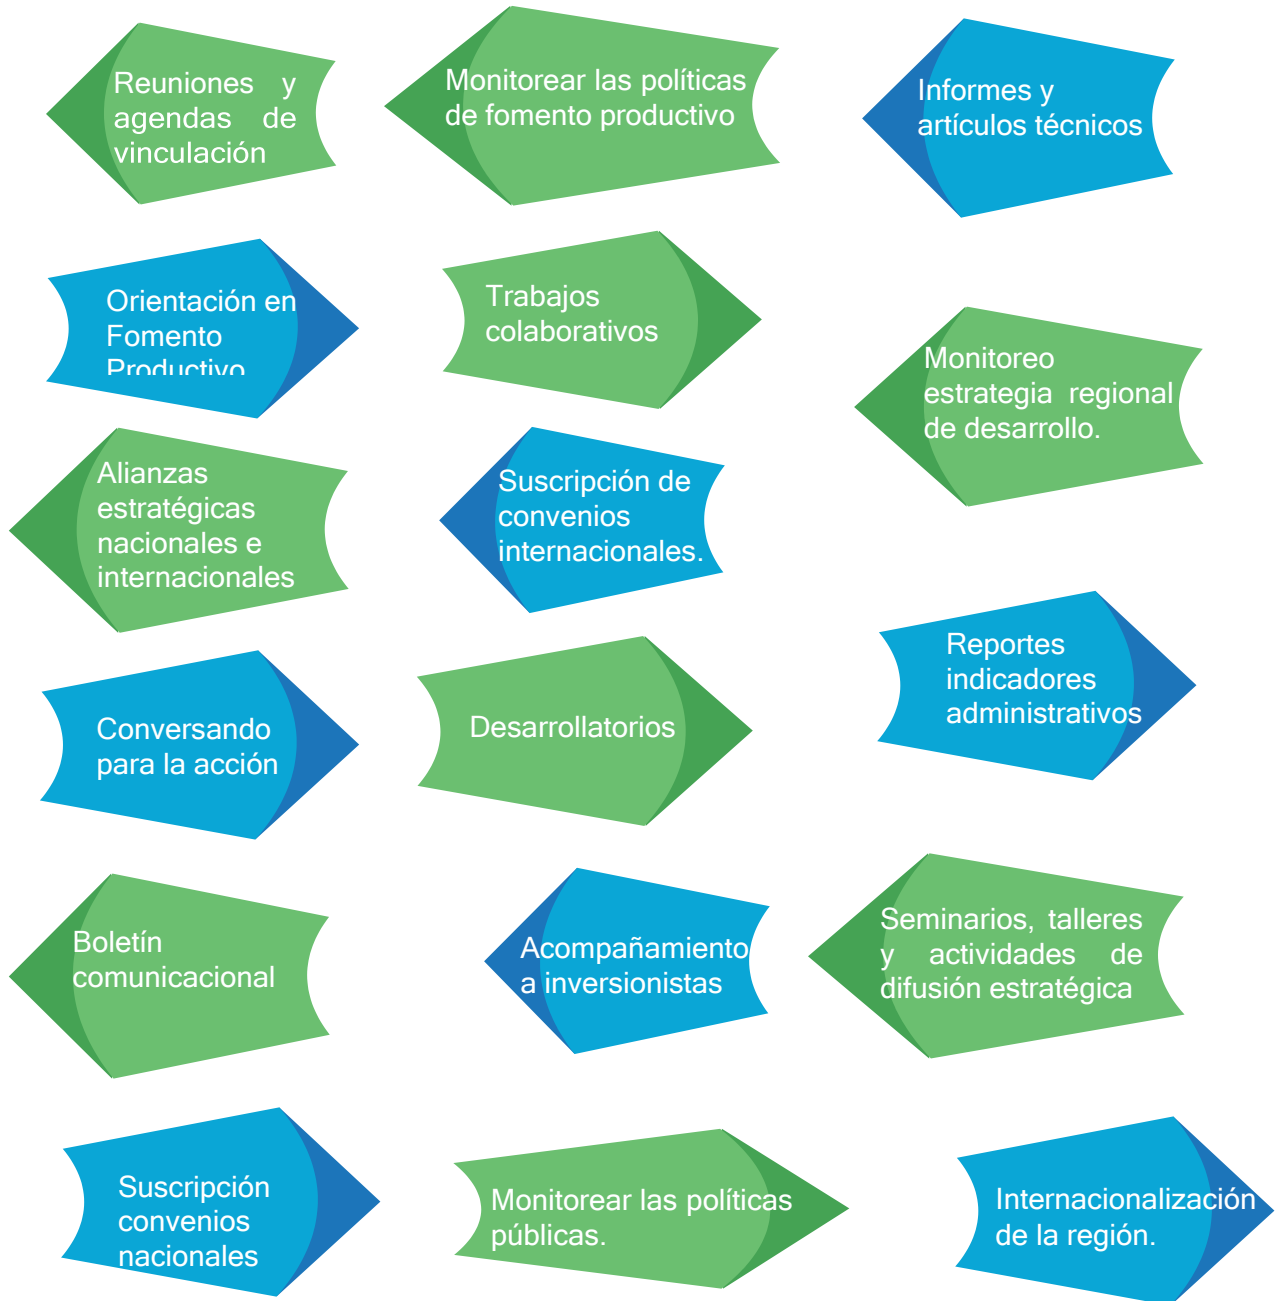 Reuniones y
agendas de
vinculación
Monitorear las políticas
de fomento productivo
Informes y
artículos técnicos
Orientación en
Fomento
Productivo
Trabajos
colaborativos
Monitoreo
estrategia regional
de desarrollo.
Alianzas
estratégicas
nacionales e
internacionales
Suscripción de
convenios
internacionales.
Reportes
indicadores
administrativos
Conversando
para la acción
Desarrollatorios
Boletín
comunicacional
Acompañamiento
a inversionistas
Seminarios, talleres
y actividades de
difusión estratégica
Suscripción
convenios
nacionales
Monitorear las políticas
públicas.
Internacionalización
de la región.